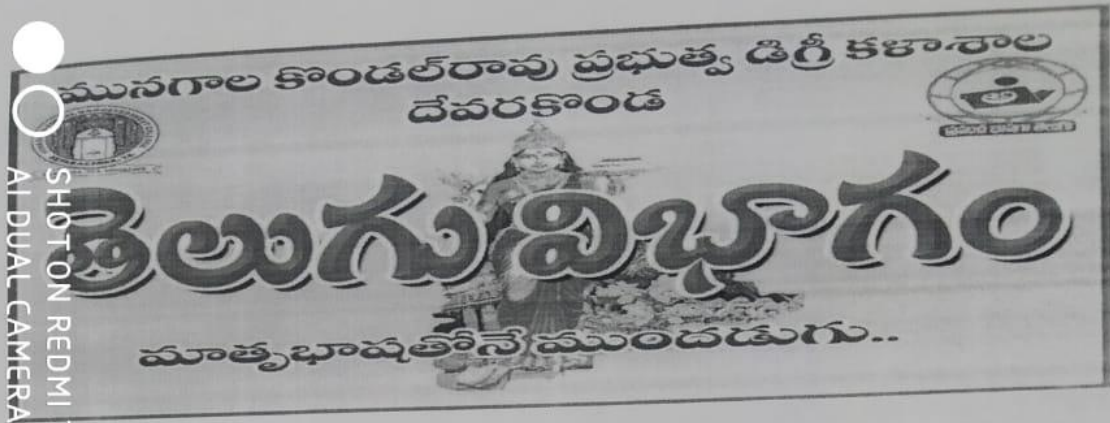 మునగాల కొండల్‌రావు ప్రభుత్వ డిగ్రీ కళాశాల
దేవరకొండ
తెలుగు విభాగం
మాతృభాషతోనే ముందడుగు..
SHOT ON REDMI
AI DUAL CAMERA